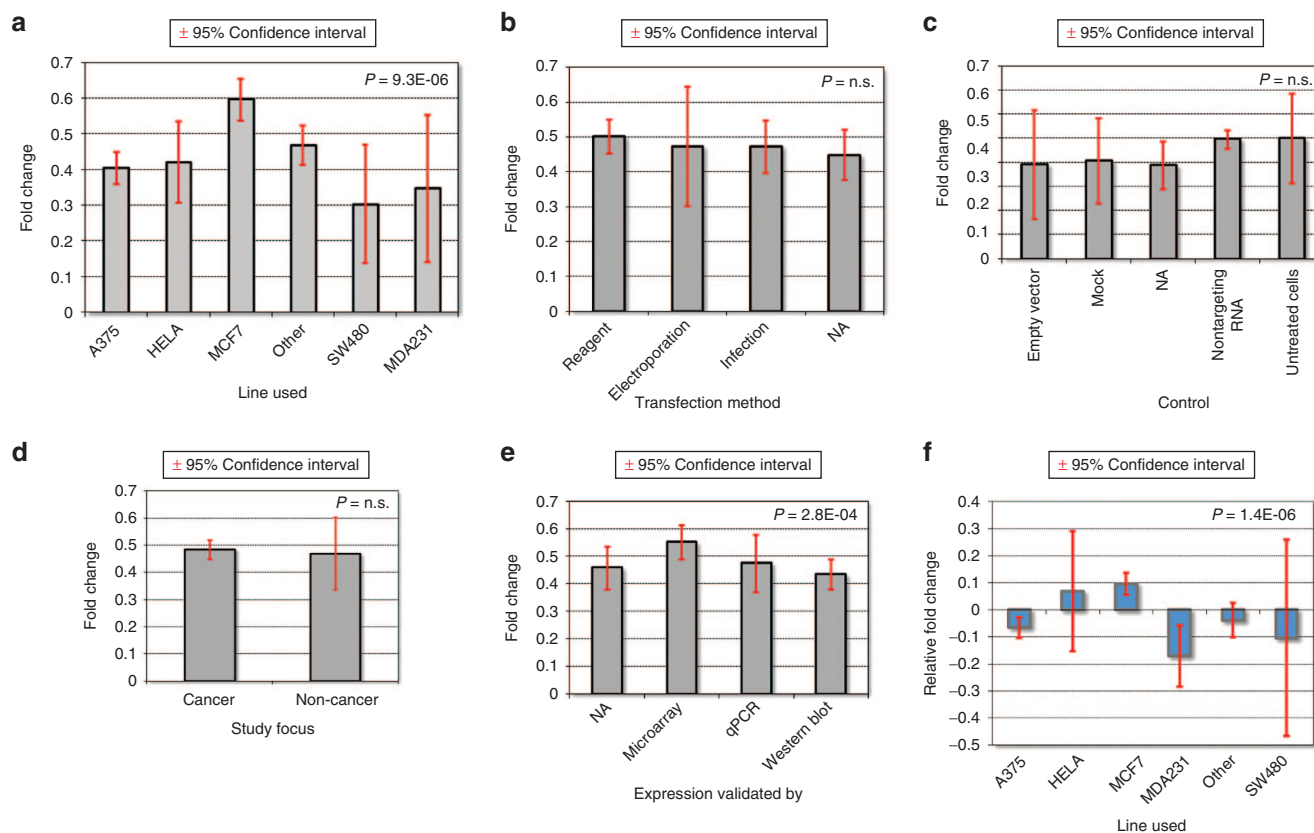 a
± 95% Confidence interval
P = 9.3E-06
Fold change
0.7
0.6
0.5
0.4
0.3
0.2
0.1
0
A375
HELA
MCF7
Other
SW480
MDA231
Line used
b
± 95% Confidence interval
P = n.s.
Fold change
0.7
0.6
0.5
0.4
0.3
0.2
0.1
0
Reagent
Electroporation
Infection
NA
Transfection method
c
± 95% Confidence interval
P = n.s.
Fold change
0.7
0.6
0.5
0.4
0.3
0.4
0.3
0.2
0.1
0
Empty vector
Mock
NA
Nontargeting
RNA
Untreated cells
Control
d
± 95% Confidence interval
P = n.s.
Fold change
0.7
0.6
0.5
0.4
0.3
0.2
0.1
0
Cancer
Non-cancer
Study focus
e
± 95% Confidence interval
P = 2.8E-04
Fold change
0.7
0.6
0.5
0.4
0.3
0.2
0.1
0
NA
Microarray
qPCR
Western blot
Expression validated by
f
± 95% Confidence interval
P = 1.4E-06
Relative fold change
0.4
0.3
0.2
0.1
0
–0.1
–0.2
–0.3
–0.4
–0.5
A375
HELA
MCF7
MDA231
Other
SW480
Line used